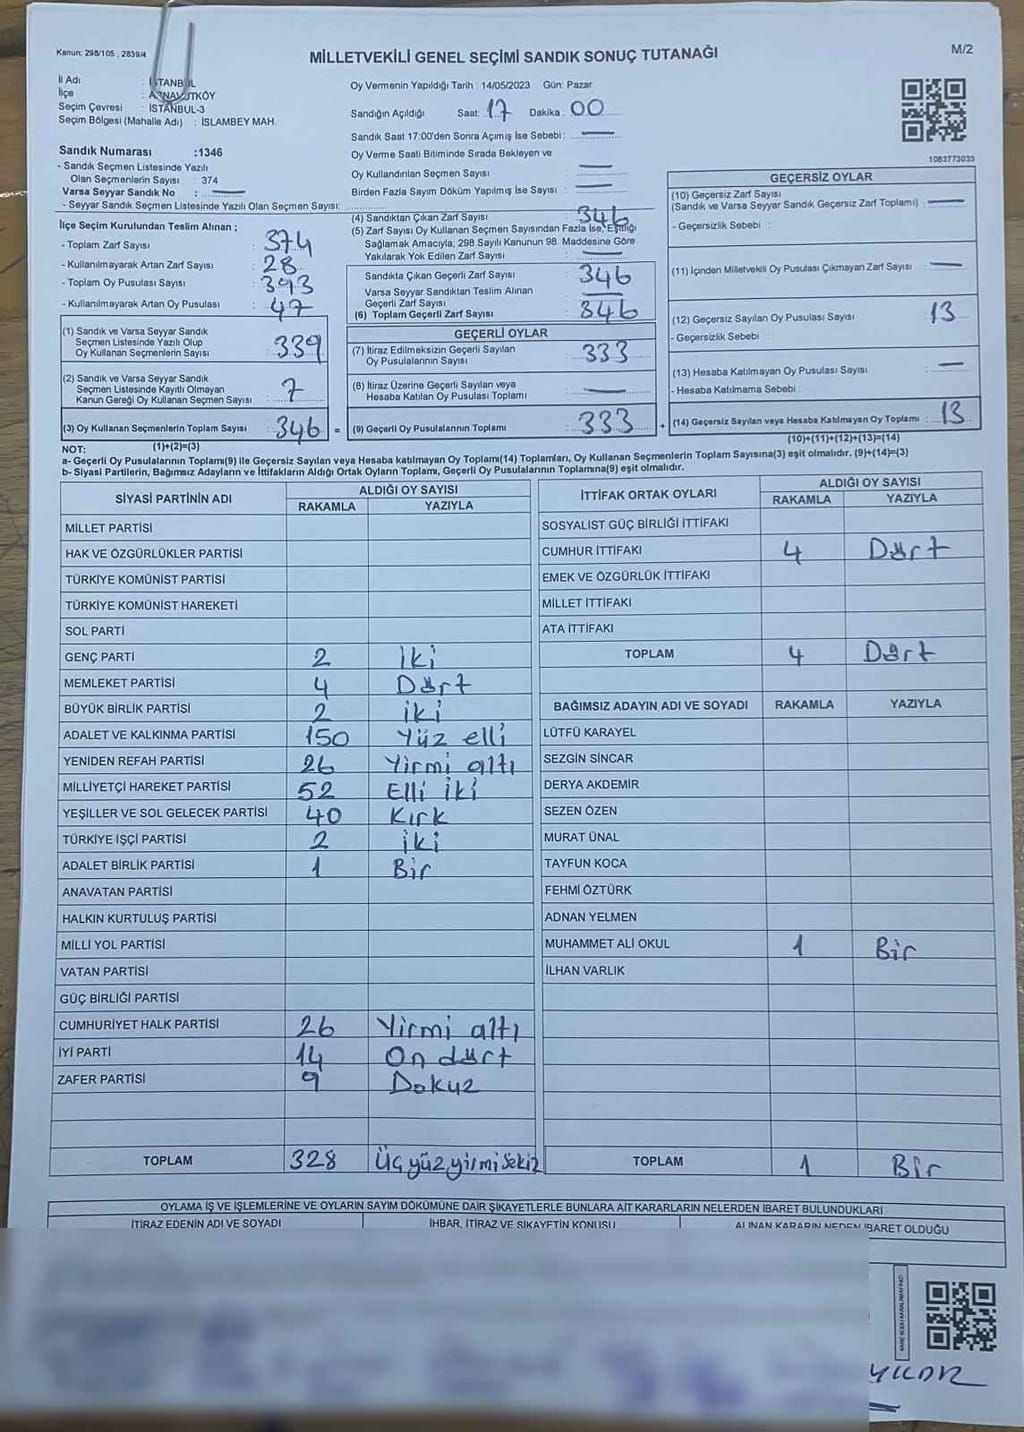 Kanun: 298/105 , 2839/4
MİLLETVEKİLİ GENEL SEÇİMİ SANDIK SONUÇ TUTANAĞI
M/2
İl Adı : İSTANBUL
İlçe : ARNAVUTKÖY
Seçim Çevresi : İSTANBUL-3
Seçim Bölgesi (Mahalle Adı) : İSLAMBEY MAH.
Sandık Numarası :1346
- Sandık Seçmen Listesinde Yazılı
Olan Seçmenlerin Sayısı : 374
Varsa Seyyar Sandık No :
- Seyyar Sandık Seçmen Listesinde Yazılı Olan Seçmen Sayısı:
Oy Vermenin Yapıldığı Tarih : 14/05/2023 Gün: Pazar
Sandığın Açıldığı Saat: 17 Dakika : 00
Sandık Saat 17:00'den Sonra Açımış İse Sebebi:
Oy Verme Saati Bitiminde Sırada Bekleyen ve
Oy Kullandırılan Seçmen Sayısı :
Birden Fazla Sayım Döküm Yapılmış İse Sayısı :
1083773033
İlçe Seçim Kurulundan Teslim Alınan ;
- Toplam Zarf Sayısı : 374
- Kullanılmayarak Artan Zarf Sayısı : 28
- Toplam Oy Pusulası Sayısı : 393
- Kullanılmayarak Artan Oy Pusulası : 47
(1) Sandık ve Varsa Seyyar Sandık
Seçmen Listesinde Yazılı Olup
Oy Kullanan Seçmenlerin Sayısı : 339
(2) Sandık ve Varsa Seyyar Sandık
Seçmen Listesinde Kayıtlı Olmayan
Kanun Gereği Oy Kullanan Seçmen Sayısı : 7
(3) Oy Kullanan Seçmenlerin Toplam Sayısı : 346 =
(4) Sandıktan Çıkan Zarf Sayısı : 346
(5) Zarf Sayısı Oy Kullanan Seçmen Sayısından Fazla İse, Eşitliği
Sağlamak Amacıyla, 298 Sayılı Kanunun 98. Maddesine Göre
Yakılarak Yok Edilen Zarf Sayısı :
Sandıkta Çıkan Geçerli Zarf Sayısı : 346
Varsa Seyyar Sandıktan Teslim Alınan
Geçerli Zarf Sayısı :
(6) Toplam Geçerli Zarf Sayısı : 346
GEÇERLİ OYLAR
(7) İtiraz Edilmeksizin Geçerli Sayılan
Oy Pusulalarının Sayısı : 333
(8) İtiraz Üzerine Geçerli Sayılan veya
Hesaba Katılan Oy Pusulası Toplamı :
(9) Geçerli Oy Pusulalarının Toplamı : 333 +
GEÇERSİZ OYLAR
(10) Geçersiz Zarf Sayısı
(Sandık ve Varsa Seyyar Sandık Geçersiz Zarf Toplamı) :
- Geçersizlik Sebebi :
(11) İçinden Milletvekili Oy Pusulası Çıkmayan Zarf Sayısı :
(12) Geçersiz Sayılan Oy Pusulası Sayısı : 13
- Geçersizlik Sebebi :
(13) Hesaba Katılmayan Oy Pusulası Sayısı :
- Hesaba Katılmama Sebebi :
(14) Geçersiz Sayılan veya Hesaba Katılmayan Oy Toplamı : 13
NOT: (1)+(2)=(3) (10)+(11)+(12)+(13)=(14)
a- Geçerli Oy Pusulalarının Toplamı(9) ile Geçersiz Sayılan veya Hesaba katılmayan Oy Toplamı(14) Toplamları, Oy Kullanan Seçmenlerin Toplam Sayısına(3) eşit olmalıdır. (9)+(14)=(3)
b- Siyasi Partilerin, Bağımsız Adayların ve İttifakların Aldığı Ortak Oyların Toplamı, Geçerli Oy Pusulalarının Toplamına(9) eşit olmalıdır.
SİYASİ PARTİNİN ADI ALDIĞI OY SAYISI
RAKAMLA YAZIYLA
MİLLET PARTİSİ
HAK VE ÖZGÜRLÜKLER PARTİSİ
TÜRKİYE KOMÜNİST PARTİSİ
TÜRKİYE KOMÜNİST HAREKETİ
SOL PARTİ
GENÇ PARTİ 2 İki
MEMLEKET PARTİSİ 4 Dört
BÜYÜK BİRLİK PARTİSİ 2 iki
ADALET VE KALKINMA PARTİSİ 150 Yüz elli
YENİDEN REFAH PARTİSİ 26 Yirmi altı
MİLLİYETÇİ HAREKET PARTİSİ 52 Elli iki
YEŞİLLER VE SOL GELECEK PARTİSİ 40 Kırk
TÜRKİYE İŞÇİ PARTİSİ 2 iki
ADALET BİRLİK PARTİSİ 1 Bir
ANAVATAN PARTİSİ
HALKIN KURTULUŞ PARTİSİ
MİLLİ YOL PARTİSİ
VATAN PARTİSİ
GÜÇ BİRLİĞİ PARTİSİ
CUMHURİYET HALK PARTİSİ 26 Yirmi altı
İYİ PARTİ 14 On dört
ZAFER PARTİSİ 9 Dokuz
TOPLAM 328 Üçyüzyirmisekiz
İTTİFAK ORTAK OYLARI ALDIĞI OY SAYISI
RAKAMLA YAZIYLA
SOSYALİST GÜÇ BİRLİĞİ İTTİFAKI
CUMHUR İTTİFAKI 4 Dört
EMEK VE ÖZGÜRLÜK İTTİFAKI
MİLLET İTTİFAKI
ATA İTTİFAKI
TOPLAM 4 Dört
BAĞIMSIZ ADAYIN ADI VE SOYADI RAKAMLA YAZIYLA
LÜTFÜ KARAYEL
SEZGİN SİNCAR
DERYA AKDEMİR
SEZEN ÖZEN
MURAT ÜNAL
TAYFUN KOCA
FEHMİ ÖZTÜRK
ADNAN YELMEN
MUHAMMET ALİ OKUL 1 Bir
İLHAN VARLIK
TOPLAM 1 Bir
OYLAMA İŞ VE İŞLEMLERİNE VE OYLARIN SAYIM DÖKÜMÜNE DAİR ŞİKAYETLERLE BUNLARA AİT KARARLARIN NELERDEN İBARET BULUNDUKLARI
İTİRAZ EDENİN ADI VE SOYADI İHBAR, İTİRAZ VE ŞİKAYETİN KONUSU ALINAN KARARIN NEDEN İBARET OLDUĞU